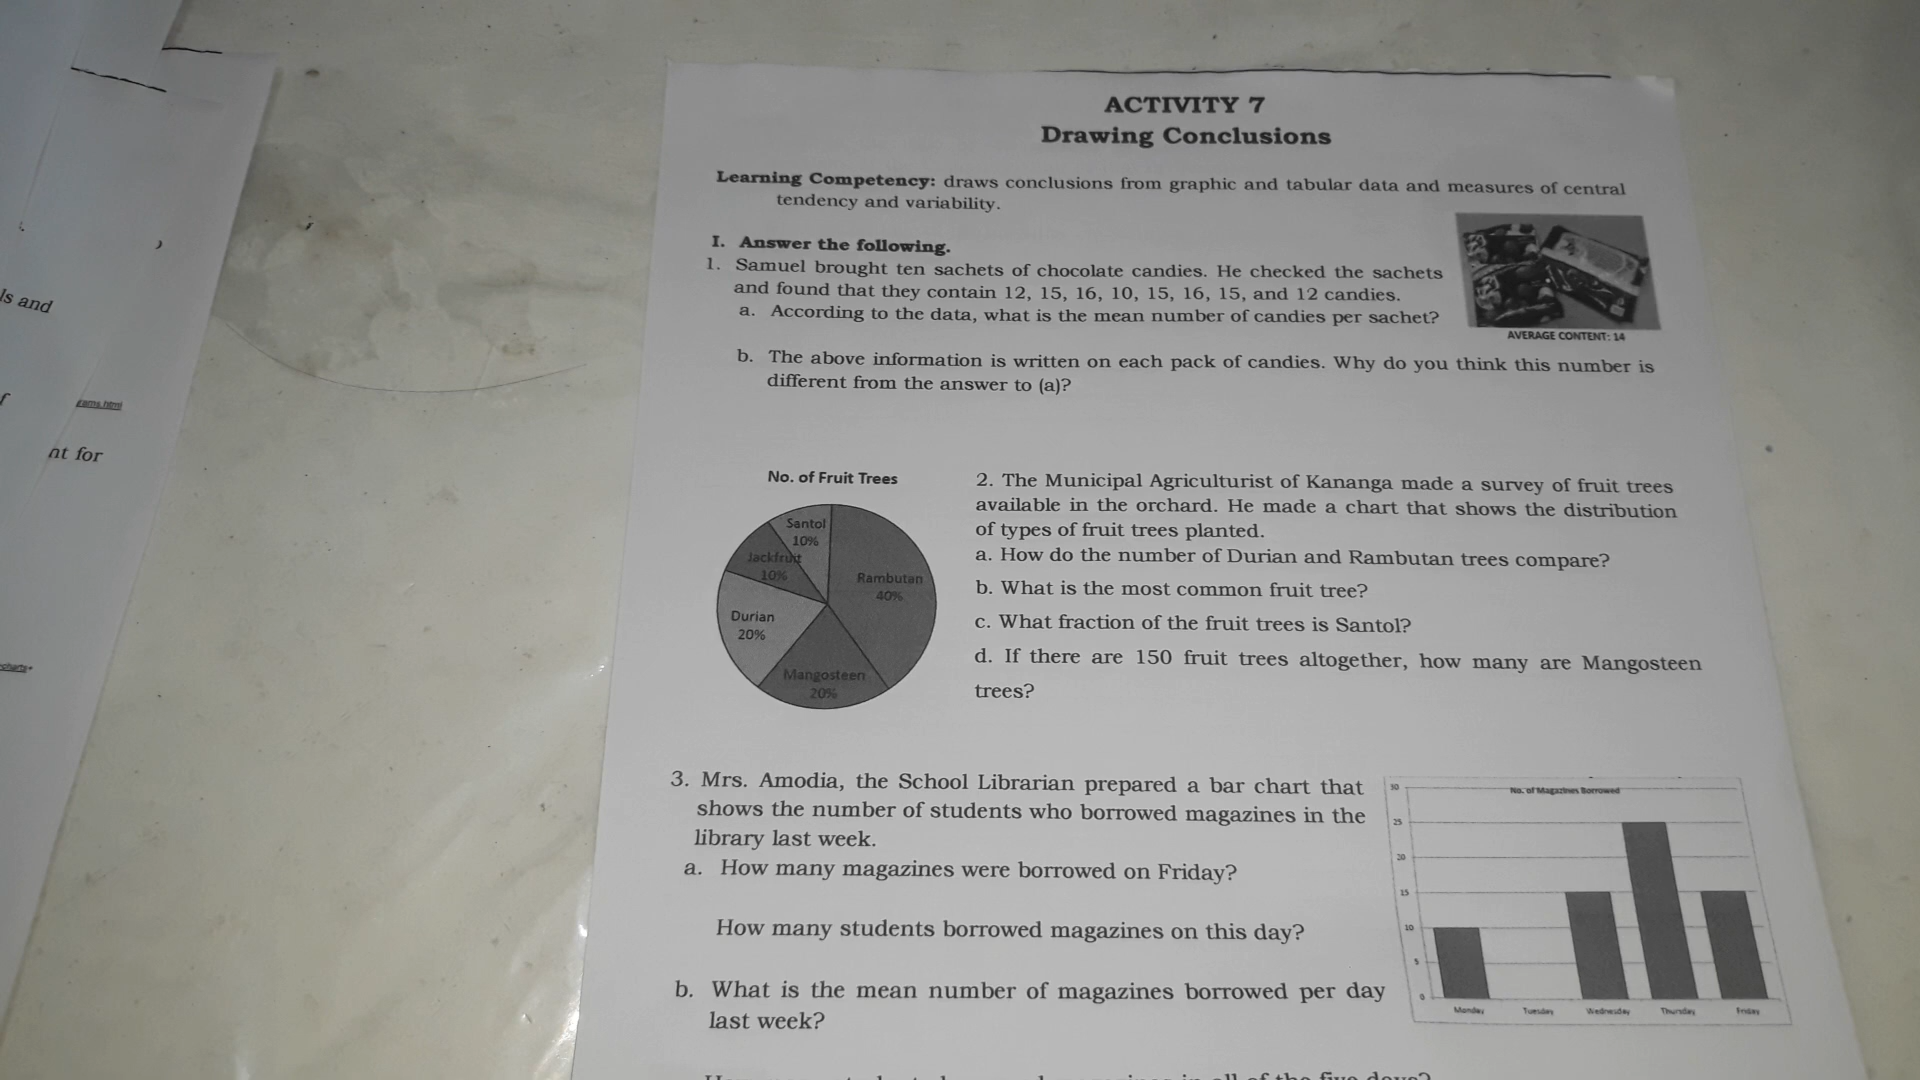 ls and
f
rams.html
nt for
charts
ACTIVITY 7
Drawing Conclusions
Learning Competency: draws conclusions from graphic and tabular data and measures of central
tendency and variability.
I. Answer the following.
1. Samuel brought ten sachets of chocolate candies. He checked the sachets
and found that they contain 12, 15, 16, 10, 15, 16, 15, and 12 candies.
a. According to the data, what is the mean number of candies per sachet?
AVERAGE CONTENT: 14
b. The above information is written on each pack of candies. Why do you think this number is
different from the answer to (a)?
No. of Fruit Trees
Santol
10%
Jackfruit
10%
Rambutan
40%
Durian
20%
Mangosteen
20%
2. The Municipal Agriculturist of Kananga made a survey of fruit trees
available in the orchard. He made a chart that shows the distribution
of types of fruit trees planted.
a. How do the number of Durian and Rambutan trees compare?
b. What is the most common fruit tree?
c. What fraction of the fruit trees is Santol?
d. If there are 150 fruit trees altogether, how many are Mangosteen
trees?
3. Mrs. Amodia, the School Librarian prepared a bar chart that
shows the number of students who borrowed magazines in the
library last week.
a. How many magazines were borrowed on Friday?
How many students borrowed magazines on this day?
b. What is the mean number of magazines borrowed per day
last week?
No. of Magazines Borrowed
30
25
20
15
10
5
0
Monday Tuesday Wednesday Thursday Friday
in all of the five days?